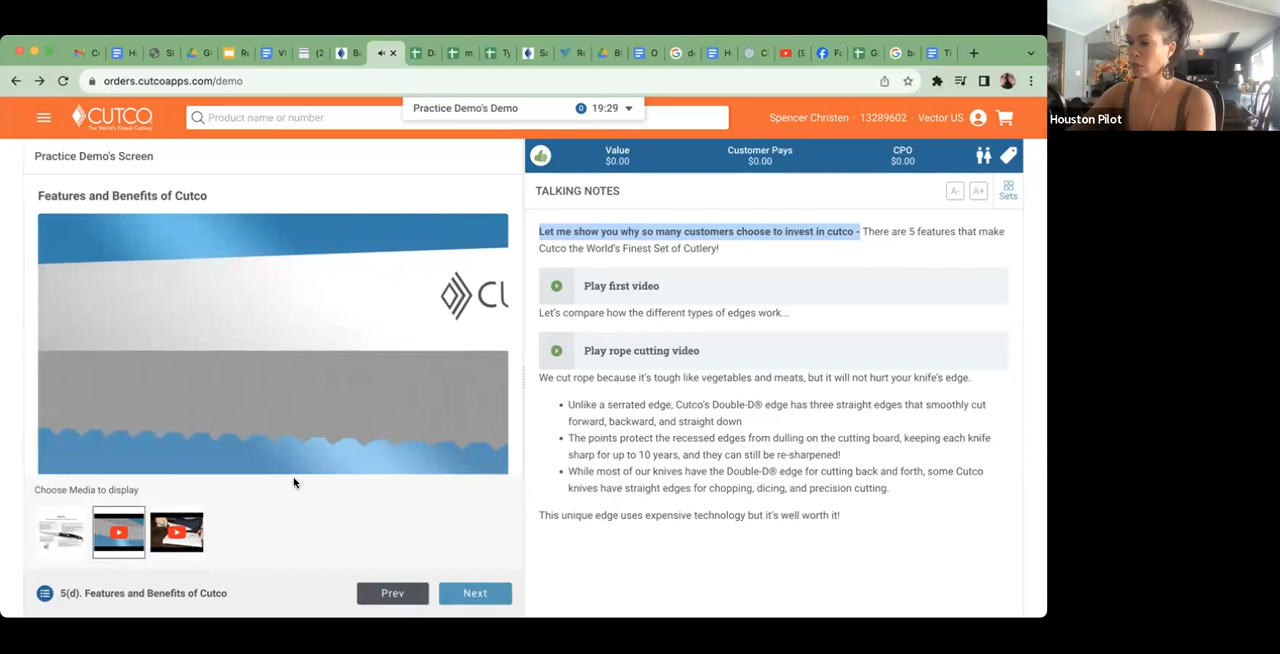 C
H
Sl
G
R
V
(2
B
D
m
Ty
S
R
B
O
d
H
C
(9
F
G
b
Ti
orders.cutcoapps.com/demo
CUTCO
The World's Finest Cutlery
Product name or number
Practice Demo's Demo
0
19:29
Spencer Christen · 13289602 · Vector US
Houston Pilot
Practice Demo's Screen
Value
$0.00
Customer Pays
$0.00
CPO
$0.00
TALKING NOTES
A-
A+
Sets
Features and Benefits of Cutco
CU
Let me show you why so many customers choose to invest in cutco - There are 5 features that make
Cutco the World's Finest Set of Cutlery!
Play first video
Let's compare how the different types of edges work...
Play rope cutting video
We cut rope because it's tough like vegetables and meats, but it will not hurt your knife's edge.
• Unlike a serrated edge, Cutco's Double-D® edge has three straight edges that smoothly cut
forward, backward, and straight down
• The points protect the recessed edges from dulling on the cutting board, keeping each knife
sharp for up to 10 years, and they can still be re-sharpened!
• While most of our knives have the Double-D® edge for cutting back and forth, some Cutco
knives have straight edges for chopping, dicing, and precision cutting.
This unique edge uses expensive technology but it's well worth it!
Choose Media to display
5(d). Features and Benefits of Cutco
Prev
Next